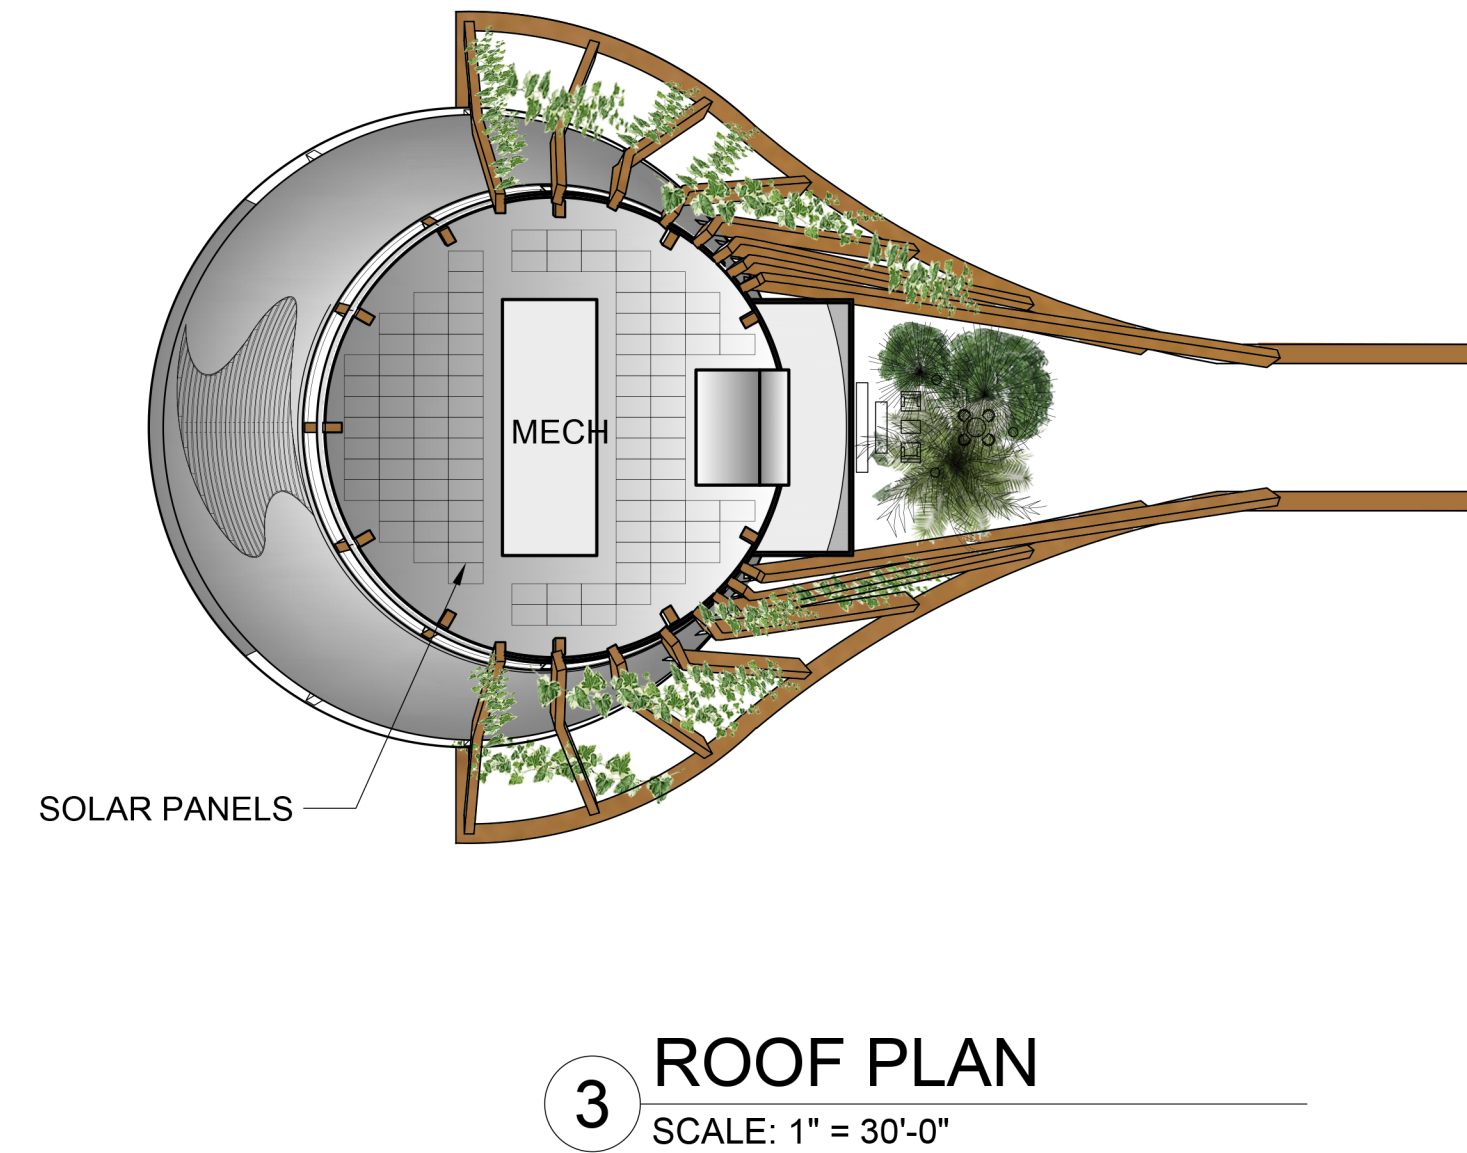 MECH
SOLAR PANELS
3
ROOF PLAN
SCALE: 1" = 30'-0"